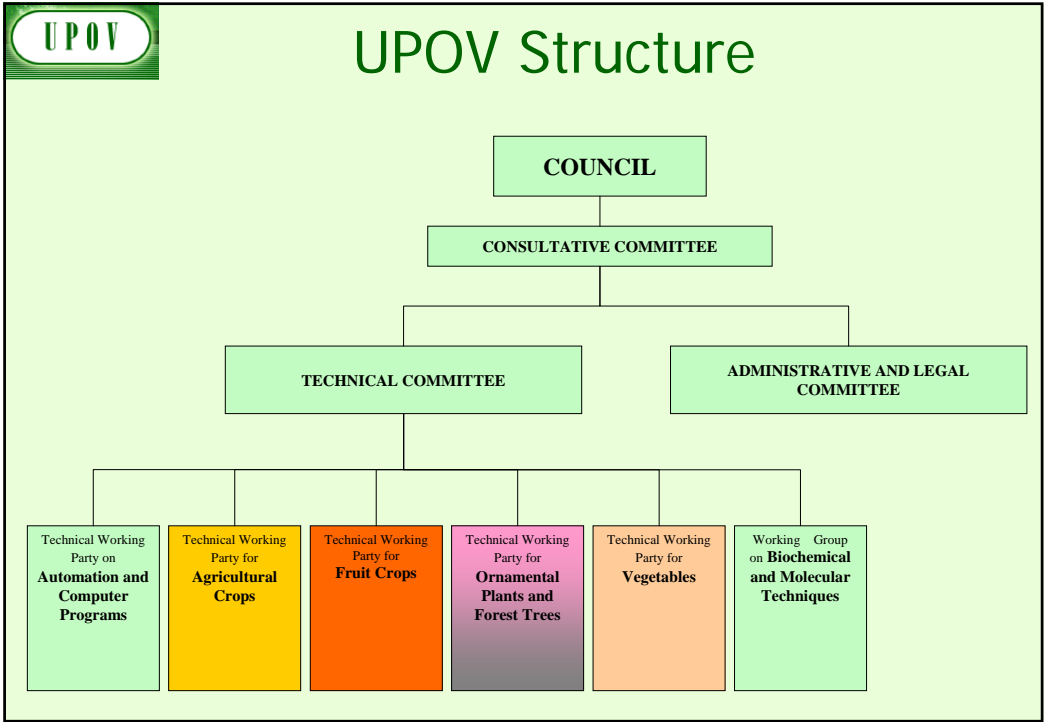 UPOV
UPOV Structure
COUNCIL
CONSULTATIVE COMMITTEE
TECHNICAL COMMITTEE
ADMINISTRATIVE AND LEGAL
COMMITTEE
Technical Working
Party on
Automation and
Computer
Programs
Technical Working
Party for
Agricultural
Crops
Technical Working
Party for
Fruit Crops
Technical Working
Party for
Ornamental
Plants and
Forest Trees
Technical Working
Party for
Vegetables
Working Group
on Biochemical
and Molecular
Techniques